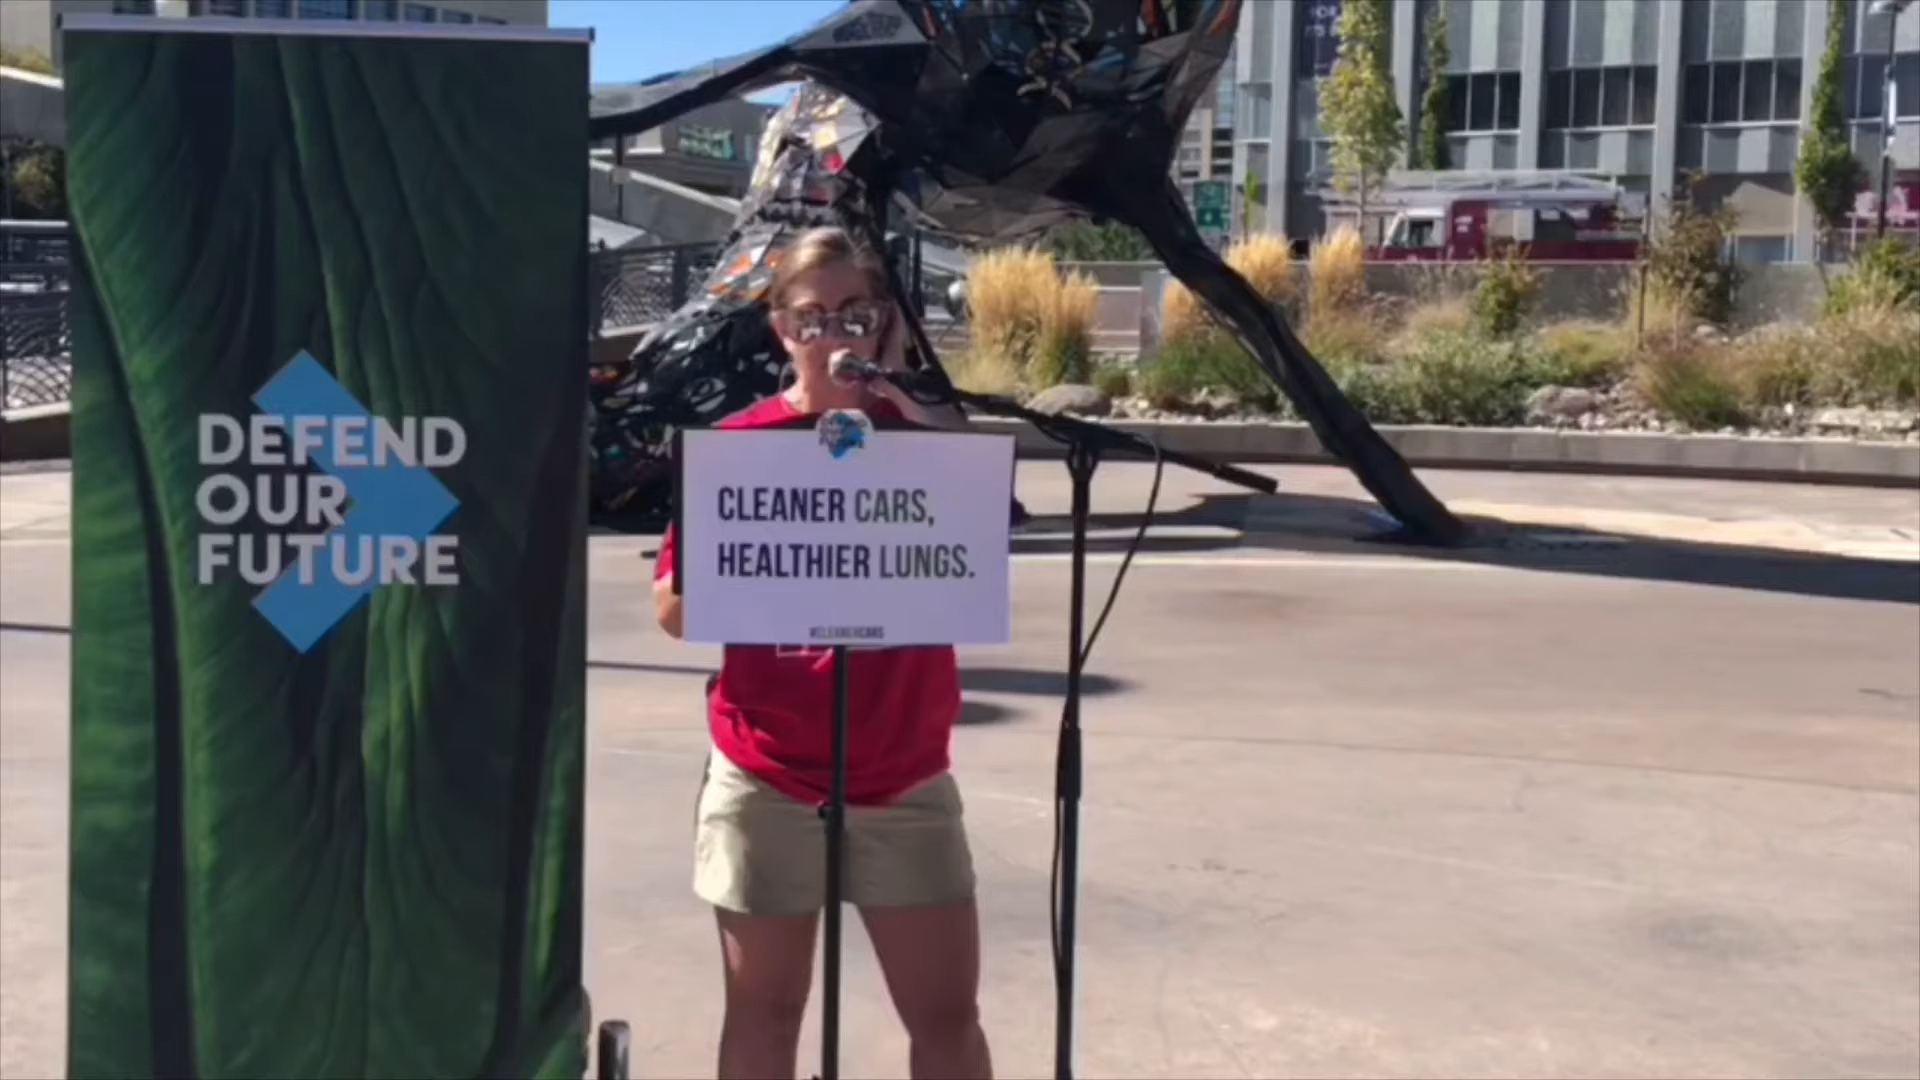 DEFEND
OUR
FUTURE
CLEANER CARS,
HEALTHIER LUNGS.
#CLEANERCARS